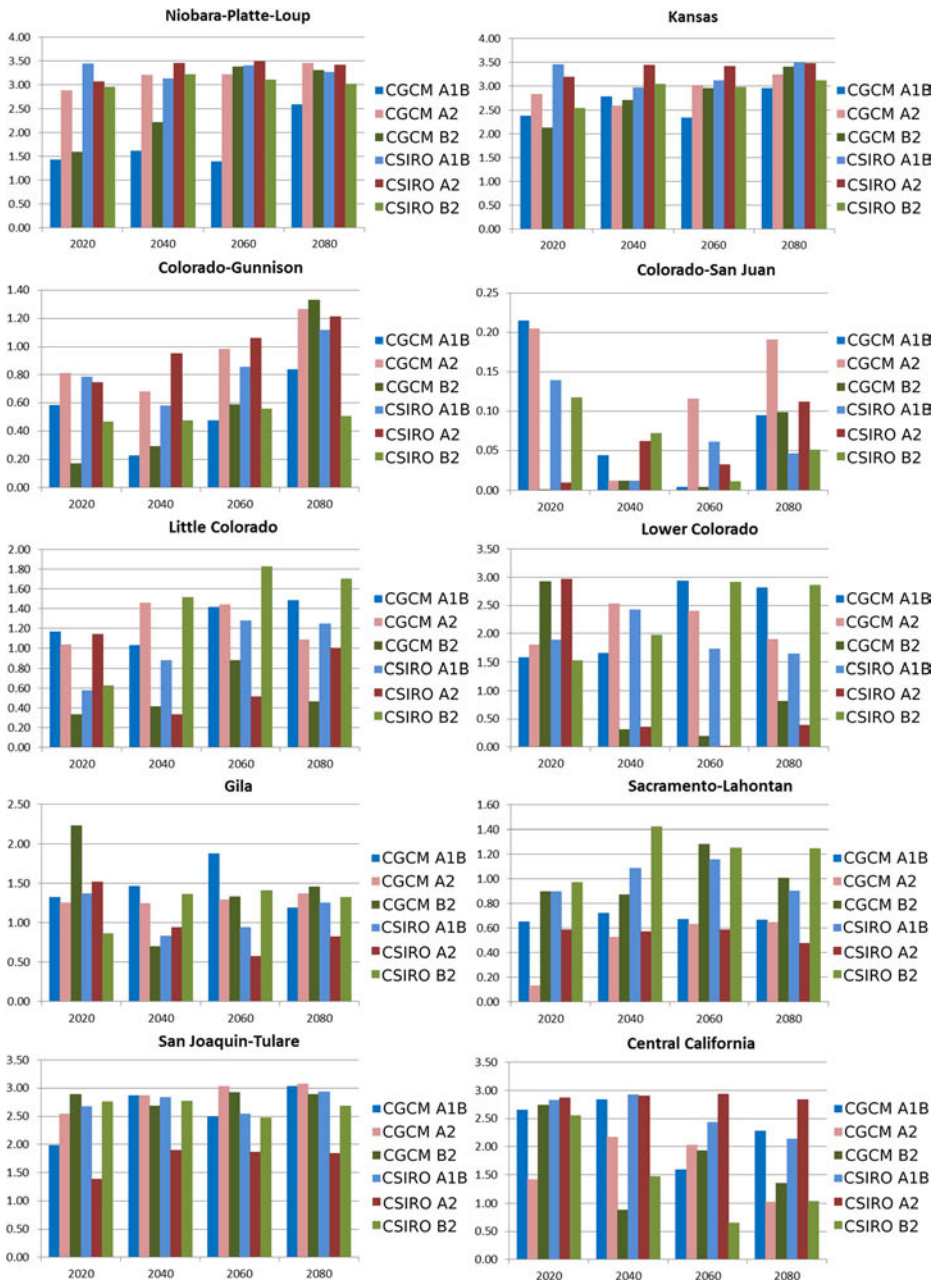 Niobara-Platte-Loup
4.00
3.50
3.00
2.50
2.00
1.50
1.00
0.50
0.00
2020 2040 2060 2080
CGCM A1B
CGCM A2
CGCM B2
CSIRO A1B
CSIRO A2
CSIRO B2
Kansas
4.00
3.50
3.00
2.50
2.00
1.50
1.00
0.50
0.00
2020 2040 2060 2080
CGCM A1B
CGCM A2
CGCM B2
CSIRO A1B
CSIRO A2
CSIRO B2
Colorado-Gunnison
1.40
1.20
1.00
0.80
0.60
0.40
0.20
0.00
2020 2040 2060 2080
CGCM A1B
CGCM A2
CGCM B2
CSIRO A1B
CSIRO A2
CSIRO B2
Colorado-San Juan
0.25
0.20
0.15
0.10
0.05
0.00
2020 2040 2060 2080
CGCM A1B
CGCM A2
CGCM B2
CSIRO A1B
CSIRO A2
CSIRO B2
Little Colorado
2.00
1.80
1.60
1.40
1.20
1.00
0.80
0.60
0.40
0.20
0.00
2020 2040 2060 2080
CGCM A1B
CGCM A2
CGCM B2
CSIRO A1B
CSIRO A2
CSIRO B2
Lower Colorado
3.50
3.00
2.50
2.00
1.50
1.00
0.50
0.00
2020 2040 2060 2080
CGCM A1B
CGCM A2
CGCM B2
CSIRO A1B
CSIRO A2
CSIRO B2
Gila
2.50
2.00
1.50
1.00
0.50
0.00
2020 2040 2060 2080
CGCM A1B
CGCM A2
CGCM B2
CSIRO A1B
CSIRO A2
CSIRO B2
Sacramento-Lahontan
1.60
1.40
1.20
1.00
0.80
0.60
0.40
0.20
0.00
2020 2040 2060 2080
CGCM A1B
CGCM A2
CGCM B2
CSIRO A1B
CSIRO A2
CSIRO B2
San Joaquin-Tulare
3.50
3.00
2.50
2.00
1.50
1.00
0.50
0.00
2020 2040 2060 2080
CGCM A1B
CGCM A2
CGCM B2
CSIRO A1B
CSIRO A2
CSIRO B2
Central California
3.50
3.00
2.50
2.00
1.50
1.00
0.50
0.00
2020 2040 2060 2080
CGCM A1B
CGCM A2
CGCM B2
CSIRO A1B
CSIRO A2
CSIRO B2